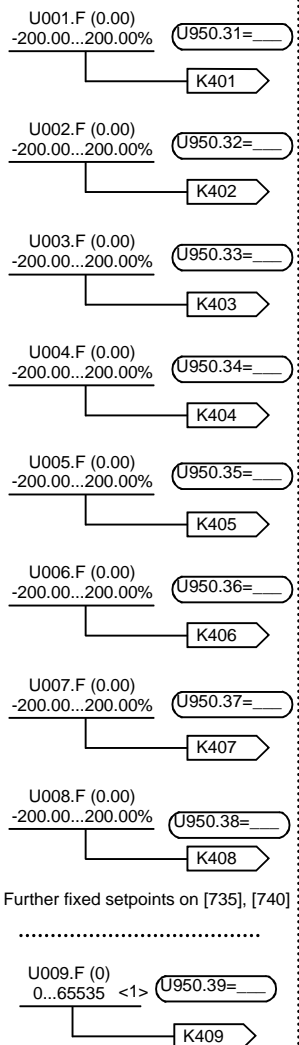 U001.F (0.00)
-200.00...200.00% U950.31=___
K401
U002.F (0.00)
-200.00...200.00% U950.32=___
K402
U003.F (0.00)
-200.00...200.00% U950.33=___
K403
U004.F (0.00)
-200.00...200.00% U950.34=___
K404
U005.F (0.00)
-200.00...200.00% U950.35=___
K405
U006.F (0.00)
-200.00...200.00% U950.36=___
K406
U007.F (0.00)
-200.00...200.00% U950.37=___
K407
U008.F (0.00)
-200.00...200.00% U950.38=___
K408
Further fixed setpoints on [735], [740]
U009.F (0)
0...65535 <1> U950.39=___
K409